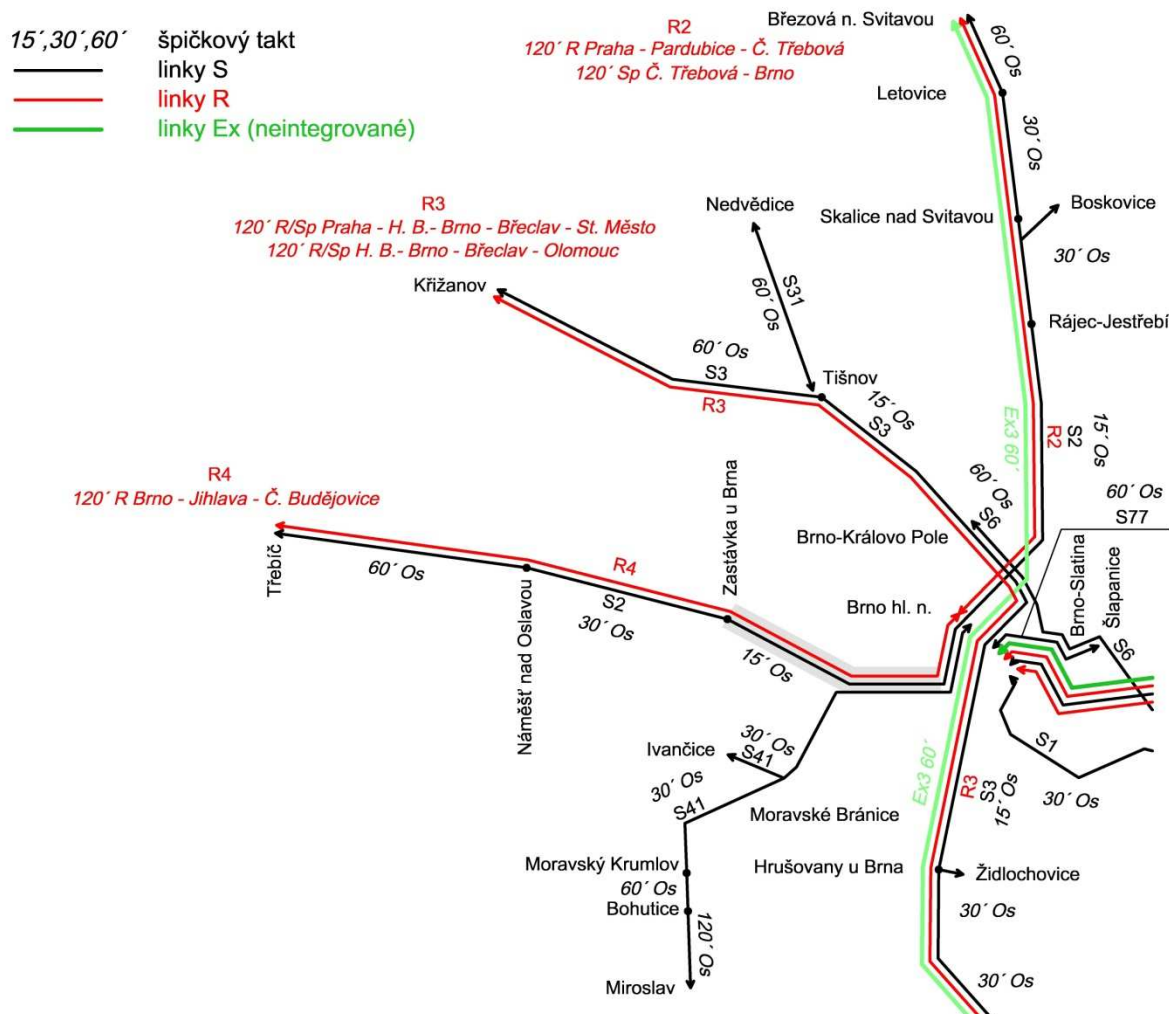 15´,30´,60´ špičkový takt
linky S
linky R
linky Ex (neintegrované)
R2
120´ R Praha - Pardubice - Č. Třebová
120´ Sp Č. Třebová - Brno
Březová n. Svitavou
60´ Os
Letovice
30´ Os
Skalice nad Svitavou
Boskovice
30´ Os
Rájec-Jestřebí
R3
120´ R/Sp Praha - H. B.- Brno - Břeclav - St. Město
120´ R/Sp H. B.- Brno - Břeclav - Olomouc
Křižanov
Nedvědice
S31
60´ Os
60´ Os
S3
R3
Tišnov
15´ Os
S3
Ex3 60´
R2
S2
15´ Os
60´ Os
S77
60´ Os
S6
Brno-Královo Pole
R4
120´ R Brno - Jihlava - Č. Budějovice
Třebíč
60´ Os
Náměšť nad Oslavou
R4
S2
30´ Os
Zastávka u Brna
15´ Os
Brno hl. n.
Brno-Slatina
Šlapanice
S6
S1
30´ Os
Ivančice
30´ Os
S41
30´ Os
S41
Moravské Bránice
Ex3 60´
R3
S3
15´ Os
Hrušovany u Brna
Židlochovice
30´ Os
Moravský Krumlov
60´ Os
Bohutice
120´ Os
Miroslav
30´ Os